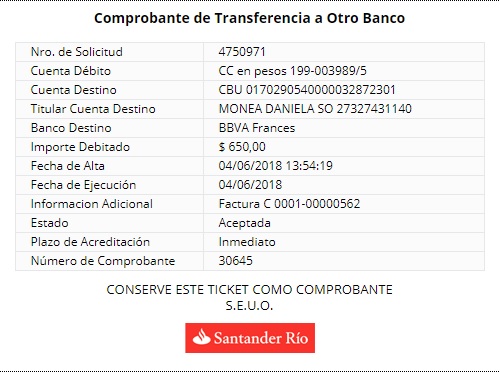 Comprobante de Transferencia a Otro Banco
Nro. de Solicitud 4750971
Cuenta Débito CC en pesos 199-003989/5
Cuenta Destino CBU 0170290540000032872301
Titular Cuenta Destino MONEA DANIELA SO 27327431140
Banco Destino BBVA Frances
Importe Debitado $ 650,00
Fecha de Alta 04/06/2018 13:54:19
Fecha de Ejecución 04/06/2018
Informacion Adicional Factura C 0001-00000562
Estado Aceptada
Plazo de Acreditación Inmediato
Número de Comprobante 30645
CONSERVE ESTE TICKET COMO COMPROBANTE
S.E.U.O.
Santander Río